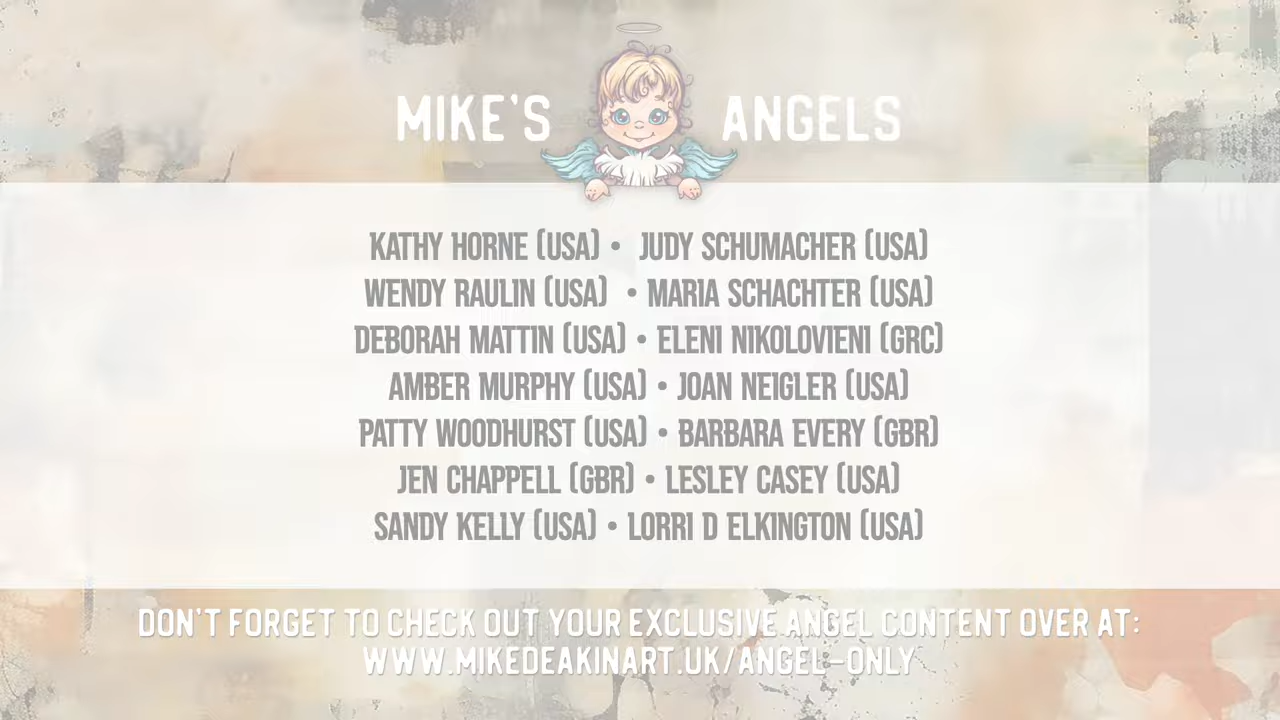 MIKE'S ANGELS
KATHY HORNE (USA) • JUDY SCHUMACHER (USA)
WENDY RAULIN (USA) • MARIA SCHACHTER (USA)
DEBORAH MATTIN (USA) • ELENI NIKOLOVIENI (GRC)
AMBER MURPHY (USA) • JOAN NEIGLER (USA)
PATTY WOODHURST (USA) • BARBARA EVERY (GBR)
JEN CHAPPELL (GBR) • LESLEY CASEY (USA)
SANDY KELLY (USA) • LORRI D ELKINGTON (USA)
DON'T FORGET TO CHECK OUT YOUR EXCLUSIVE ANGEL CONTENT OVER AT:
WWW.MIKEDEAKINART.UK/ANGEL-ONLY